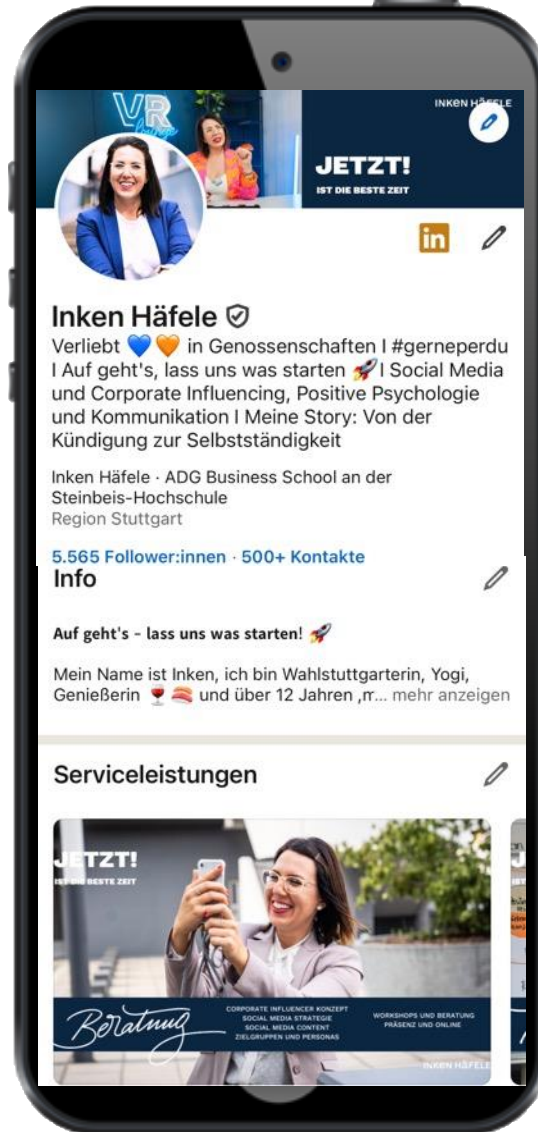 VR
Lounge
INKEN HÄFELE
JETZT!
IST DIE BESTE ZEIT
in
Inken Häfele
Verliebt 💙 🧡 in Genossenschaften I #gerneperdu
I Auf geht's, lass uns was starten 🚀 I Social Media
und Corporate Influencing, Positive Psychologie
und Kommunikation I Meine Story: Von der
Kündigung zur Selbstständigkeit
Inken Häfele · ADG Business School an der
Steinbeis-Hochschule
Region Stuttgart
5.565 Follower:innen · 500+ Kontakte
Info
Auf geht's - lass uns was starten! 🚀
Mein Name ist Inken, ich bin Wahlstuttgarterin, Yogi,
Genießerin 🍷 🍣 und über 12 Jahren ,m... mehr anzeigen
Serviceleistungen
JETZT!
IST DIE BESTE ZEIT
Beratung
CORPORATE INFLUENCER KONZEPT
SOCIAL MEDIA STRATEGIE
SOCIAL MEDIA CONTENT
ZIELGRUPPEN UND PERSONAS
WORKSHOPS UND BERATUNG
PRÄSENZ UND ONLINE
INKEN HÄFELE